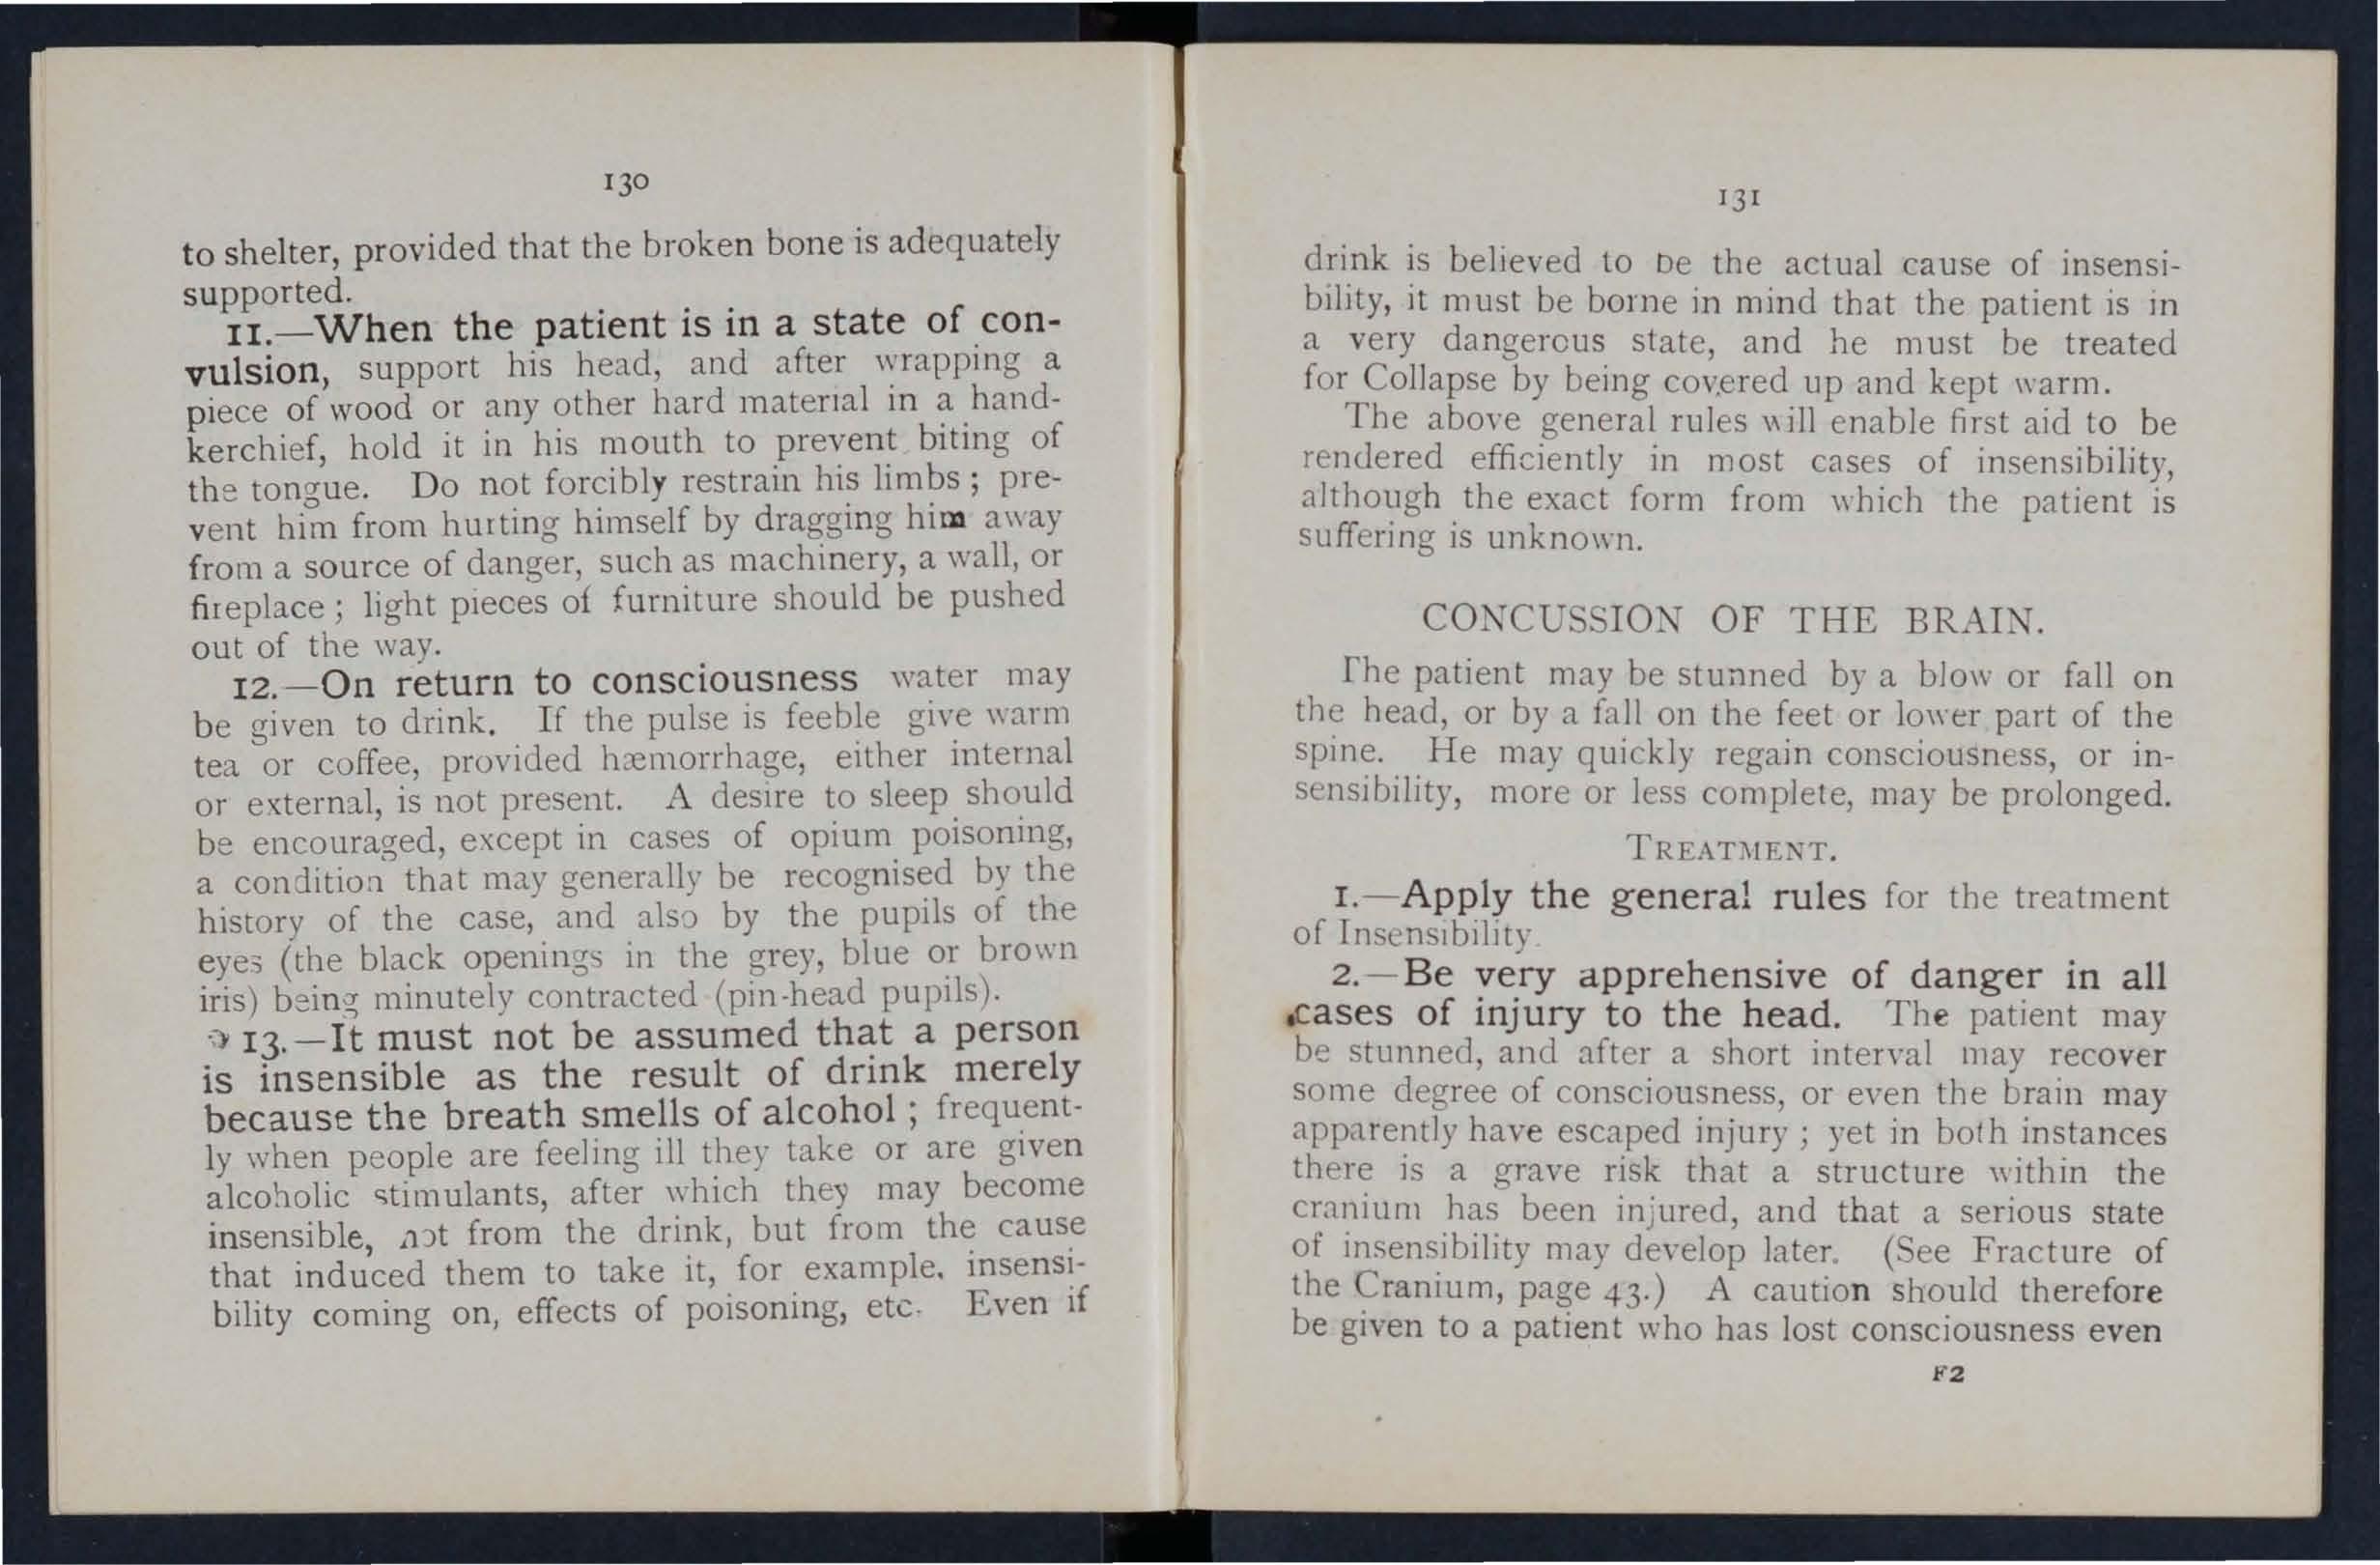 130
to shelter, provided that the broken bone is adequately
supported.
11.—When the patient is in a state of con-
vulsion, support his head, and after wrapping a
piece of wood or any other hard material in a hand-
kerchief, hold it in his mouth to prevent biting of
the tongue. Do not forcibly restrain his limbs ; pre-
vent him from hurting himself by dragging him away
from a source of danger, such as machinery, a wall, or
fireplace ; light pieces of furniture should be pushed
out of the way.
12.—On return to consciousness water may
be given to drink. If the pulse is feeble give warm
tea or coffee, provided hæmorrhage, either internal
or external, is not present. A desire to sleep should
be encouraged, except in cases of opium poisoning,
a condition that may generally be recognised by the
history of the case, and also by the pupils of the
eyes (the black openings in the grey, blue or brown
iris) being minutely contracted (pin-head pupils).
13.—It must not be assumed that a person
is insensible as the result of drink merely
because the breath smells of alcohol ; frequent-
ly when people are feeling ill they take or are given
alcoholic stimulants, after which they may become
insensible, not from the drink, but from the cause
that induced them to take it, for example, insensi-
bility coming on, effects of poisoning, etc. Even if
131
drink is believed to be the actual cause of insensi-
bility, it must be borne in mind that the patient is in
a very dangerous state, and he must be treated
for Collapse by being covered up and kept warm.
The above general rules will enable first aid to be
rendered efficiently in most cases of insensibility,
although the exact form from which the patient is
suffering is unknown.
CONCUSSION OF THE BRAIN.
The patient may be stunned by a blow or fall on
the head, or by a fall on the feet or lower part of the
spine. He may quickly regain consciousness, or in-
sensibility, more or less complete, may be prolonged.
TREATMENT.
1.—Apply the general rules for the treatment
of Insensibility.
2.—Be very apprehensive of danger in all
cases of injury to the head. The patient may
be stunned, and after a short interval may recover
some degree of consciousness, or even the brain may
apparently have escaped injury ; yet in both instances
there is a grave risk that a structure within the
cranium has been injured, and that a serious state
of insensibility may develop later. (See Fracture of
the Cranium, page 43.) A caution should therefore
be given to a patient who has lost consciousness even
F2